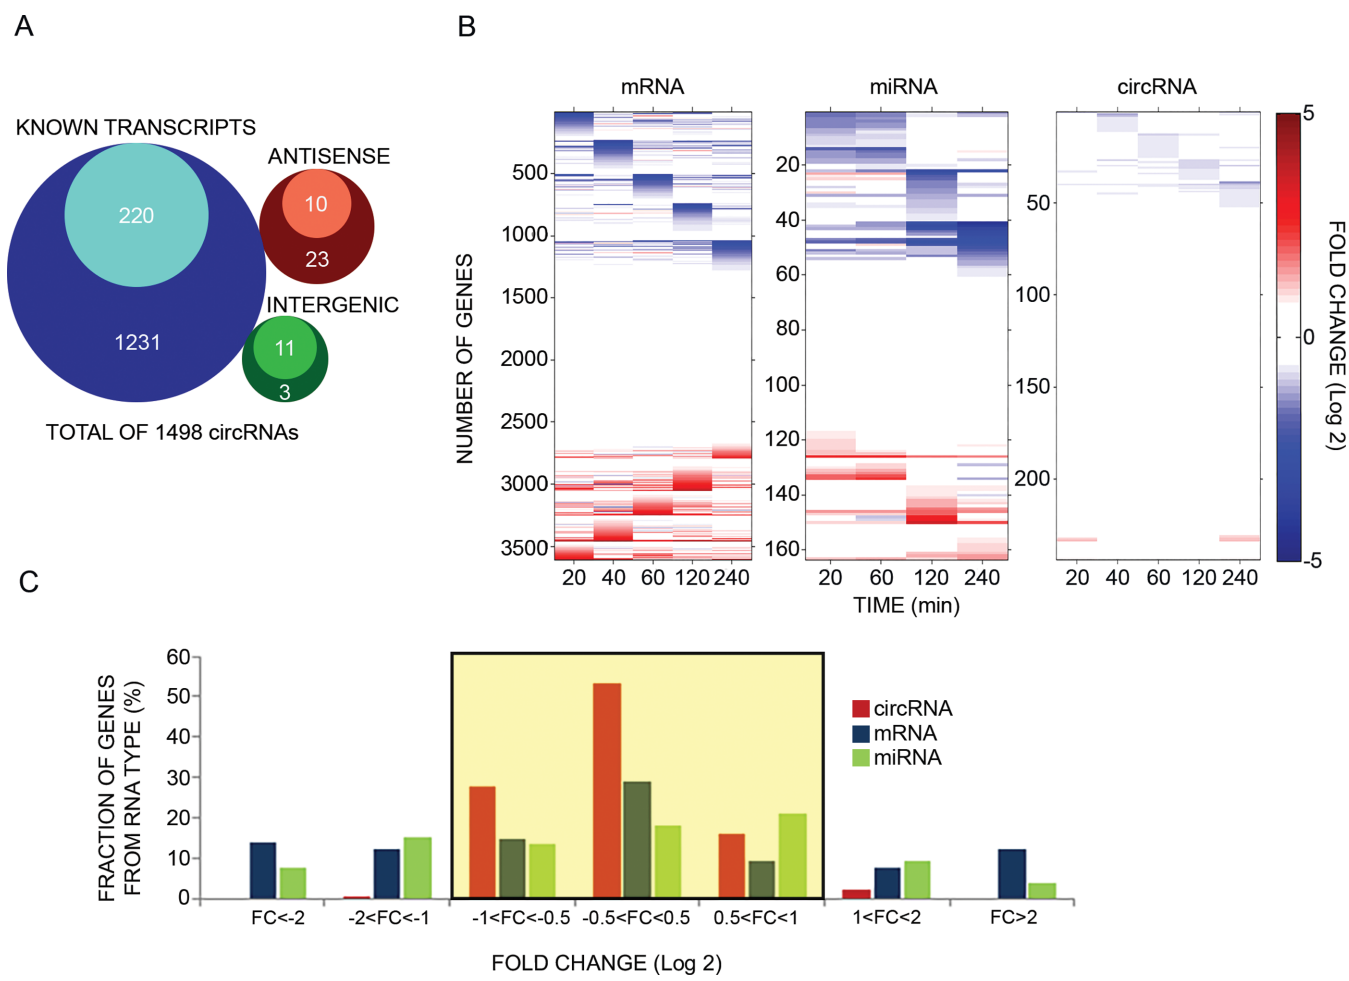 A
B
KNOWN TRANSCRIPTS
220
1231
ANTISENSE
10
23
INTERGENIC
11
3
TOTAL OF 1498 circRNAs
mRNA
miRNA
circRNA
NUMBER OF GENES
500
1000
1500
2000
2500
3000
3500
20
40
60
120
240
20
40
60
80
100
120
140
160
20
60
120
240
50
100
150
200
20
40
60
120
240
TIME (min)
5
0
-5
FOLD CHANGE (Log 2)
C
FRACTION OF GENES
FROM RNA TYPE (%)
60
50
40
30
20
10
0
circRNA
mRNA
miRNA
FC<-2
-2<FC<-1
-1<FC<-0.5
-0.5<FC<0.5
0.5<FC<1
1<FC<2
FC>2
FOLD CHANGE (Log 2)